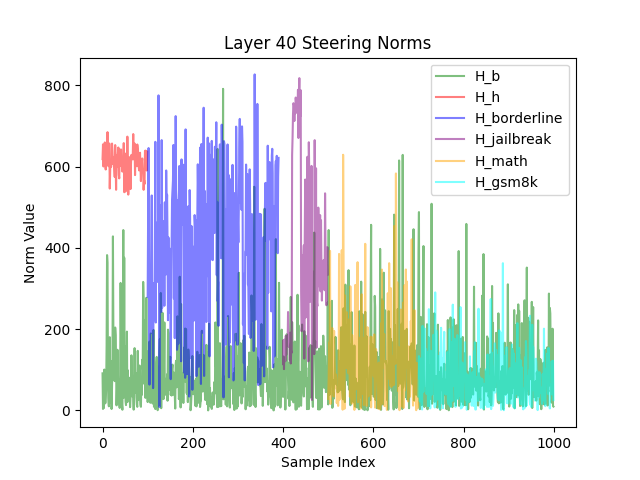 Layer 40 Steering Norms
Norm Value
800
600
400
200
0
H_b
H_h
H_borderline
H_jailbreak
H_math
H_gsm8k
0 200 400 600 800 1000
Sample Index